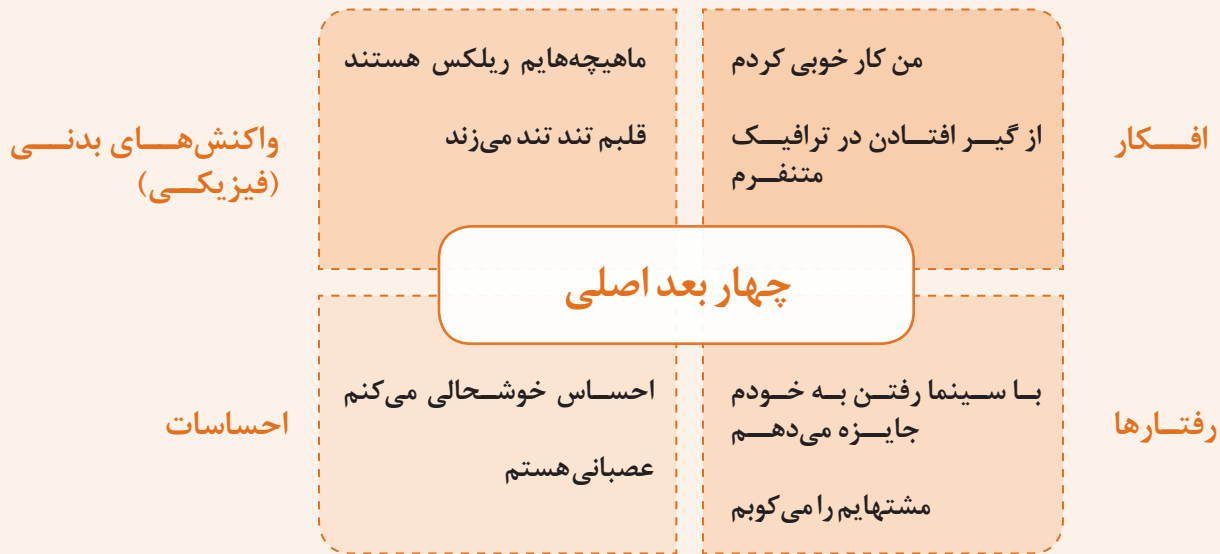 افکار
من کار خوبی کردم
از گیر افتادن در ترافیک
متنفرم
ماهیچه‌هایم ریلکس هستند
قلبم تند تند می‌زند
واکنش‌های بدنی
(فیزیکی)
چهار بعد اصلی
رفتارها
با سینما رفتن به خودم
جایزه می‌دهم
مشتهایم را می‌کوبم
احساس خوشحالی می‌کنم
عصبانی هستم
احساسات